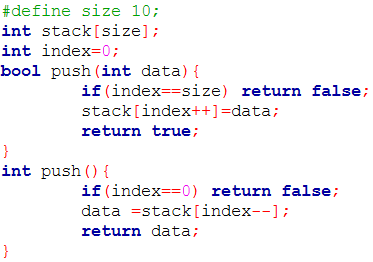 #define size 10;
int stack[size];
int index=0;
bool push(int data){
        if(index==size) return false;
        stack[index++]=data;
        return true;
}
int push(){
        if(index==0) return false;
        data =stack[index--];
        return data;
}